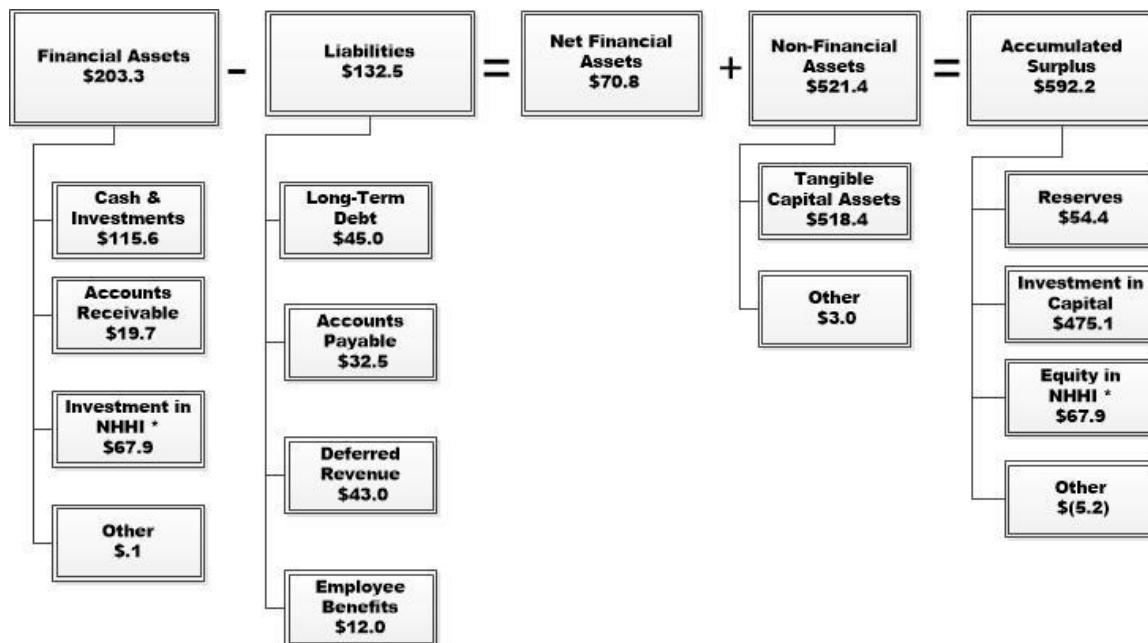 Financial Assets
$203.3
-
Liabilities
$132.5
=
Net Financial
Assets
$70.8
+
Non-Financial
Assets
$521.4
=
Accumulated
Surplus
$592.2
Cash &
Investments
$115.6
Accounts
Receivable
$19.7
Investment in
NHHI *
$67.9
Other
$.1
Long-Term
Debt
$45.0
Accounts
Payable
$32.5
Deferred
Revenue
$43.0
Employee
Benefits
$12.0
Tangible
Capital Assets
$518.4
Other
$3.0
Reserves
$54.4
Investment in
Capital
$475.1
Equity in
NHHI *
$67.9
Other
$(5.2)